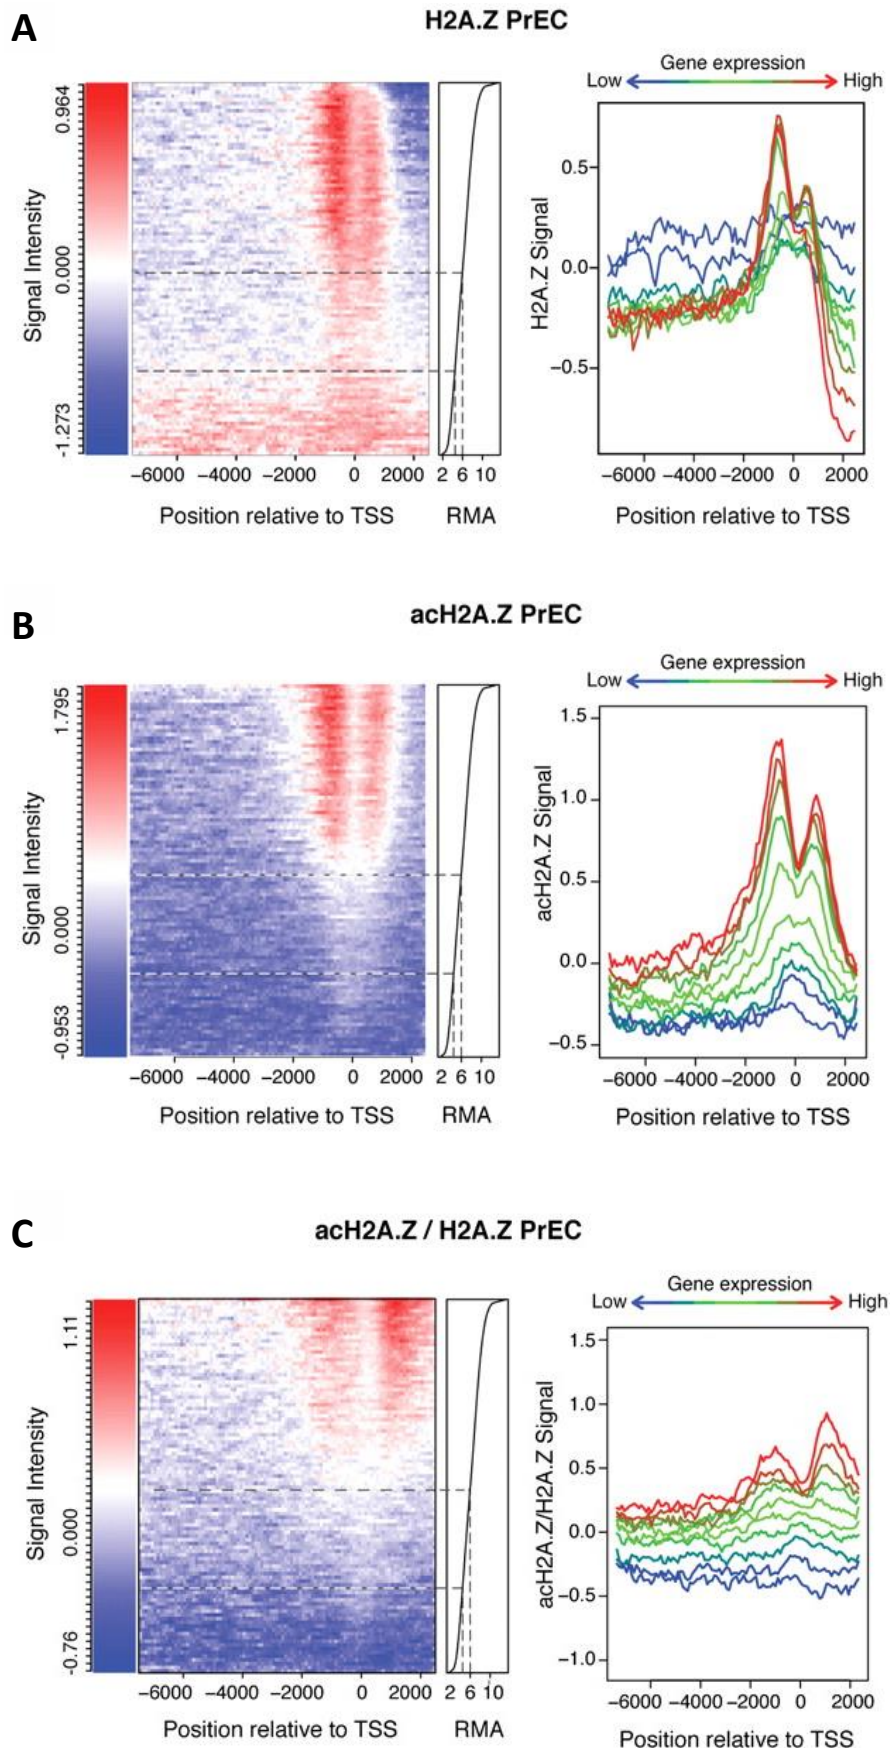 A
H2A.Z PrEC
Gene expression
Low
High
Signal Intensity
0.964
0.000
-1.273
−6000 −4000 −2000 0 2000
Position relative to TSS
2 6 10
RMA
H2A.Z Signal
0.5
0.0
−0.5
−6000 −4000 −2000 0 2000
Position relative to TSS
B
acH2A.Z PrEC
Gene expression
Low
High
Signal Intensity
1.795
0.000
-0.953
−6000 −4000 −2000 0 2000
Position relative to TSS
2 6 10
RMA
acH2A.Z Signal
1.5
1.0
0.5
0.0
−0.5
−6000 −4000 −2000 0 2000
Position relative to TSS
C
acH2A.Z / H2A.Z PrEC
Gene expression
Low
High
Signal Intensity
1.11
0.000
-0.76
−6000 −4000 −2000 0 2000
Position relative to TSS
2 6 10
RMA
acH2A.Z/H2A.Z Signal
1.5
1.0
0.5
0.0
−0.5
−1.0
−6000 −4000 −2000 0 2000
Position relative to TSS